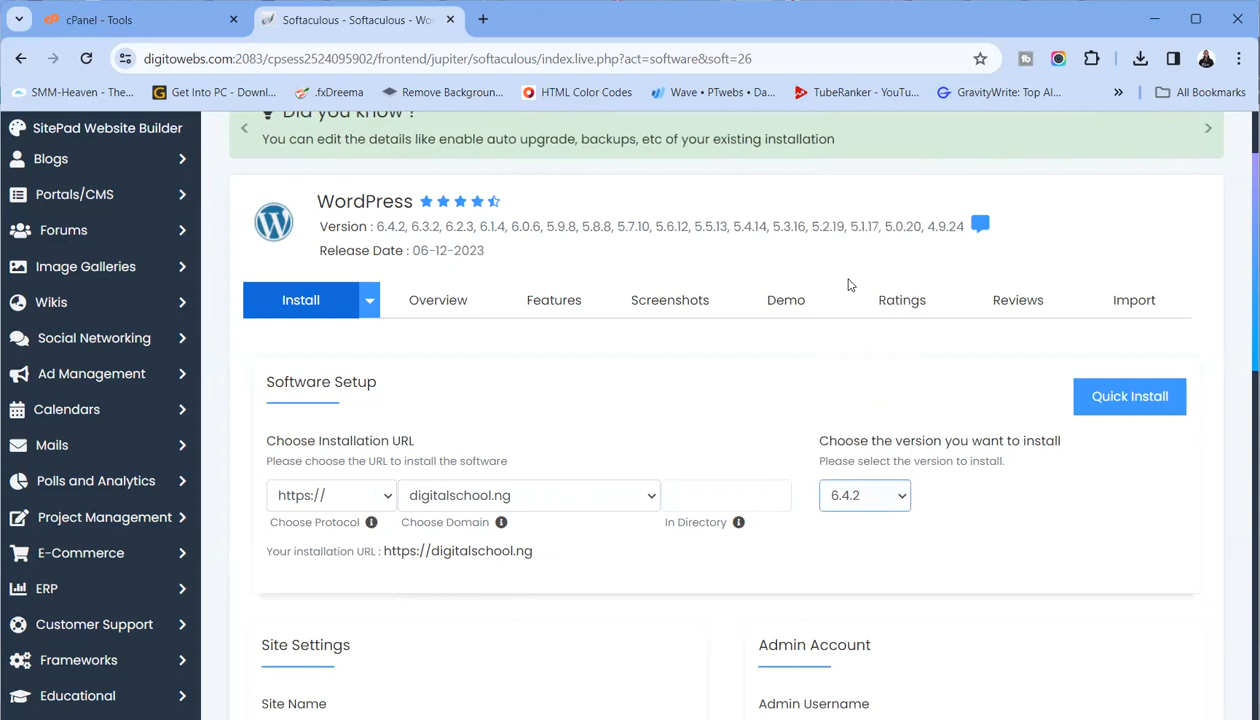 cPanel - Tools
Softaculous - Softaculous - Wo
digitowebs.com:2083/cpsess2524095902/frontend/jupiter/softaculous/index.live.php?act=software&soft=26
SMM-Heaven - The...
Get Into PC - Downl...
.fxDreema
Remove Backgroun...
HTML Color Codes
Wave • PTwebs • Da...
TubeRanker - YouTu...
GravityWrite: Top Al...
All Bookmarks
SitePad Website Builder
Blogs
Portals/CMS
Forums
Image Galleries
Wikis
Social Networking
Ad Management
Calendars
Mails
Polls and Analytics
Project Management
E-Commerce
ERP
Customer Support
Frameworks
Educational
Did you know ?
You can edit the details like enable auto upgrade, backups, etc of your existing installation
WordPress
Version : 6.4.2, 6.3.2, 6.2.3, 6.1.4, 6.0.6, 5.9.8, 5.8.8, 5.7.10, 5.6.12, 5.5.13, 5.4.14, 5.3.16, 5.2.19, 5.1.17, 5.0.20, 4.9.24
Release Date : 06-12-2023
Install
Overview
Features
Screenshots
Demo
Ratings
Reviews
Import
Software Setup
Quick Install
Choose Installation URL
Please choose the URL to install the software
https://
digitalschool.ng
Choose Protocol
Choose Domain
In Directory
Your installation URL : https://digitalschool.ng
Choose the version you want to install
Please select the version to install.
6.4.2
Site Settings
Site Name
Admin Account
Admin Username